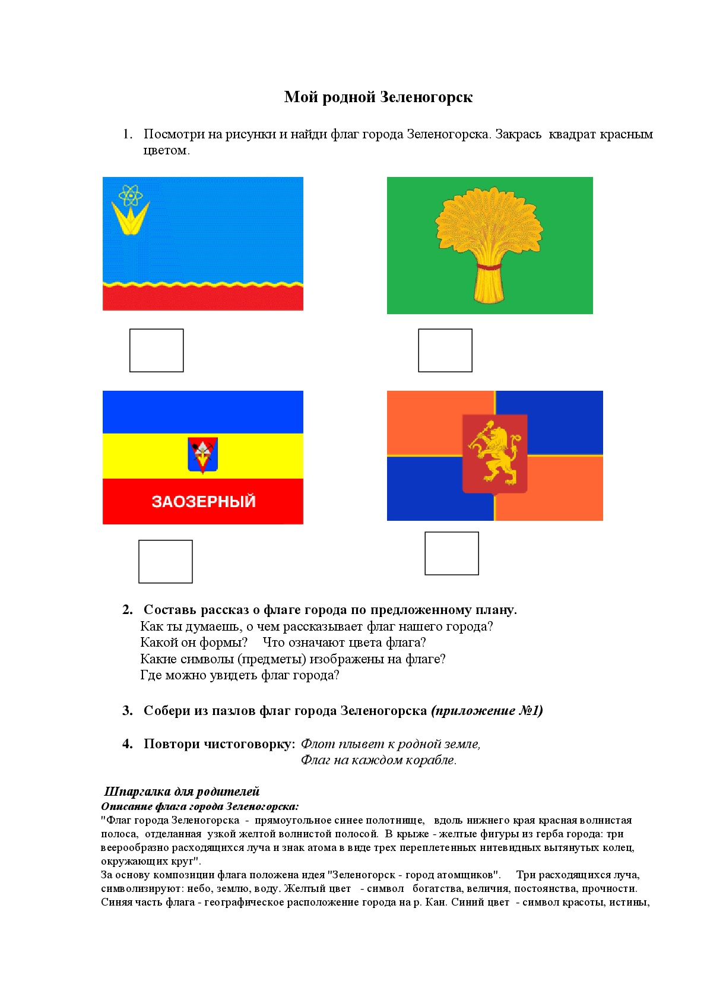 Мой родной Зеленогорск
1. Посмотри на рисунки и найди флаг города Зеленогорска. Закрась квадрат красным
цветом.
ЗАОЗЕРНЫЙ
2. Составь рассказ о флаге города по предложенному плану.
Как ты думаешь, о чем рассказывает флаг нашего города?
Какой он формы? Что означают цвета флага?
Какие символы (предметы) изображены на флаге?
Где можно увидеть флаг города?
3. Собери из пазлов флаг города Зеленогорска (приложение №1)
4. Повтори чистоговорку: Флот плывет к родной земле,
Флаг на каждом корабле.
Шпаргалка для родителей
Описание флага города Зеленогорска:
"Флаг города Зеленогорска - прямоугольное синее полотнище, вдоль нижнего края красная волнистая
полоса, отделанная узкой желтой волнистой полосой. В крыже - желтые фигуры из герба города: три
веерообразно расходящихся луча и знак атома в виде трех переплетенных нитевидных вытянутых колец,
окружающих круг".
За основу композиции флага положена идея "Зеленогорск - город атомщиков". Три расходящихся луча,
символизируют: небо, землю, воду. Желтый цвет - символ богатства, величия, постоянства, прочности.
Синяя часть флага - географическое расположение города на р. Кан. Синий цвет - символ красоты, истины,